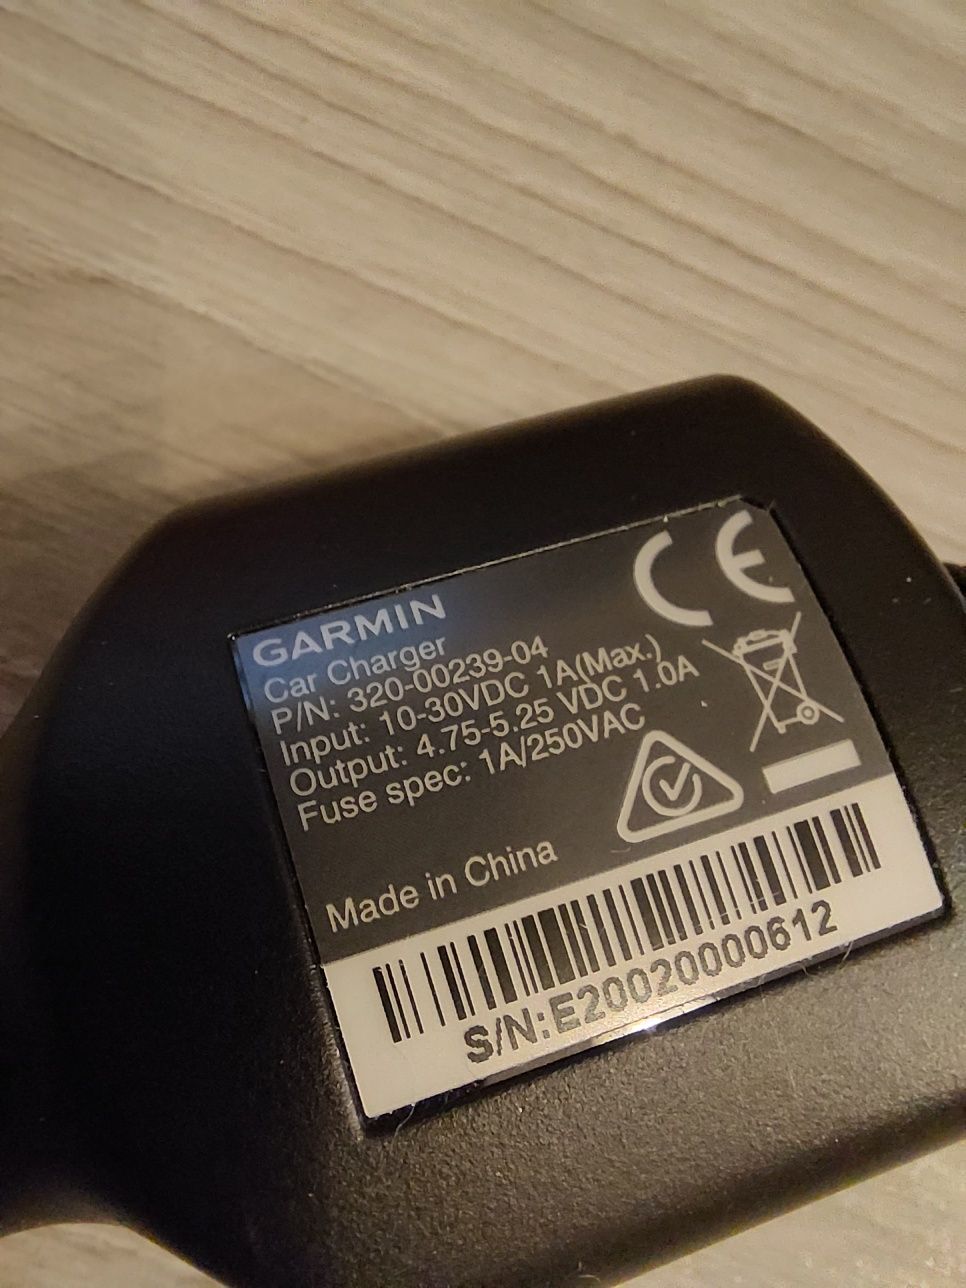 GARMIN
Car Charger
P/N: 320-00239-04
Input: 10-30VDC 1A(Max.)
Output: 4.75-5.25 VDC 1.0A
Fuse spec: 1A/250VAC
Made in China
S/N:E20020000612
CE